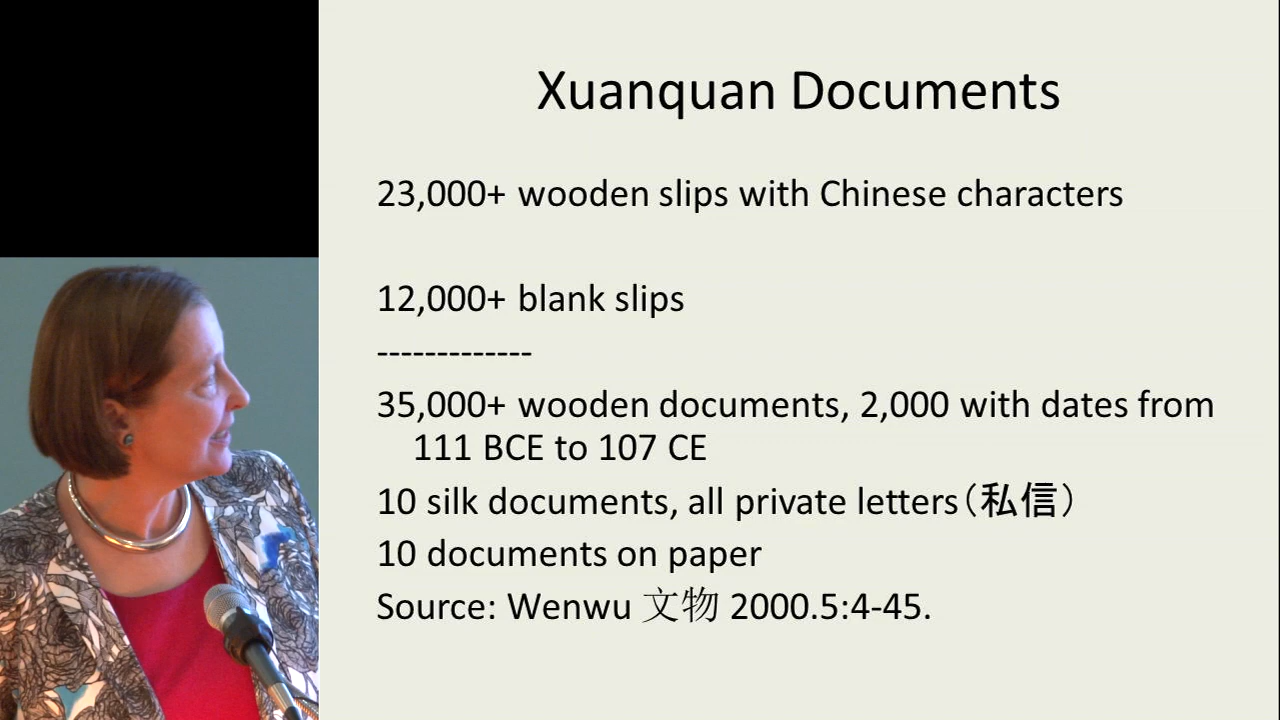 Xuanquan Documents
23,000+ wooden slips with Chinese characters
12,000+ blank slips
-------------
35,000+ wooden documents, 2,000 with dates from
111 BCE to 107 CE
10 silk documents, all private letters（私信）
10 documents on paper
Source: Wenwu 文物 2000.5:4-45.